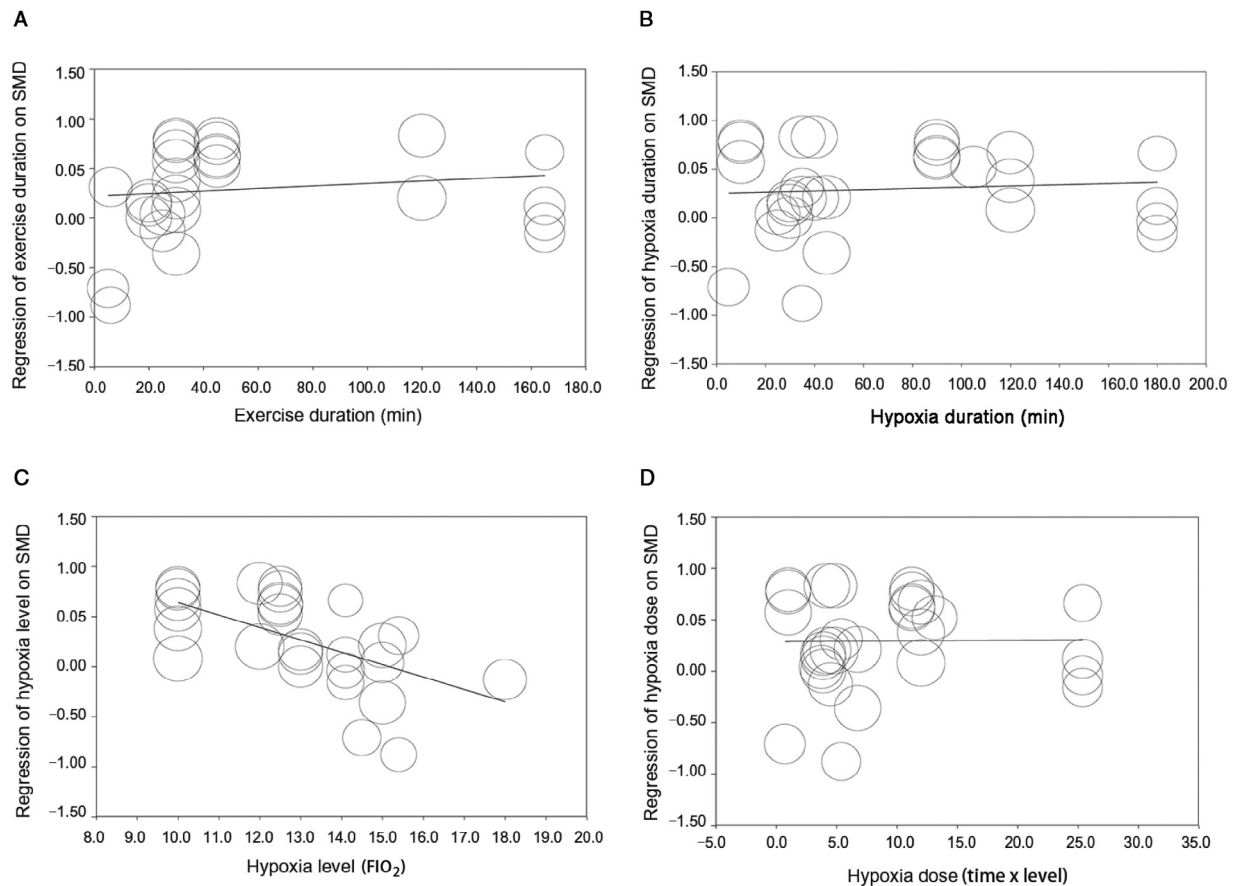 A
Regression of exercise duration on SMD
1.50
1.00
0.05
0.00
−0.50
−1.00
−1.50
0.0 20.0 40.0 60.0 80.0 100.0 120.0 140.0 160.0 180.0
Exercise duration (min)
B
Regression of hypoxia duration on SMD
1.50
1.00
0.05
0.00
−0.50
−1.00
−1.50
0.0 20.0 40.0 60.0 80.0 100.0 120.0 140.0 160.0 180.0 200.0
Hypoxia duration (min)
C
Regression of hypoxia level on SMD
1.50
1.00
0.05
0.00
−0.50
−1.00
−1.50
8.0 9.0 10.0 11.0 12.0 13.0 14.0 15.0 16.0 17.0 18.0 19.0 20.0
Hypoxia level (FIO₂)
D
Regression of hypoxia dose on SMD
1.50
1.00
0.05
0.00
−0.50
−1.00
−1.50
−5.0 0.0 5.0 10.0 15.0 20.0 25.0 30.0 35.0
Hypoxia dose (time x level)